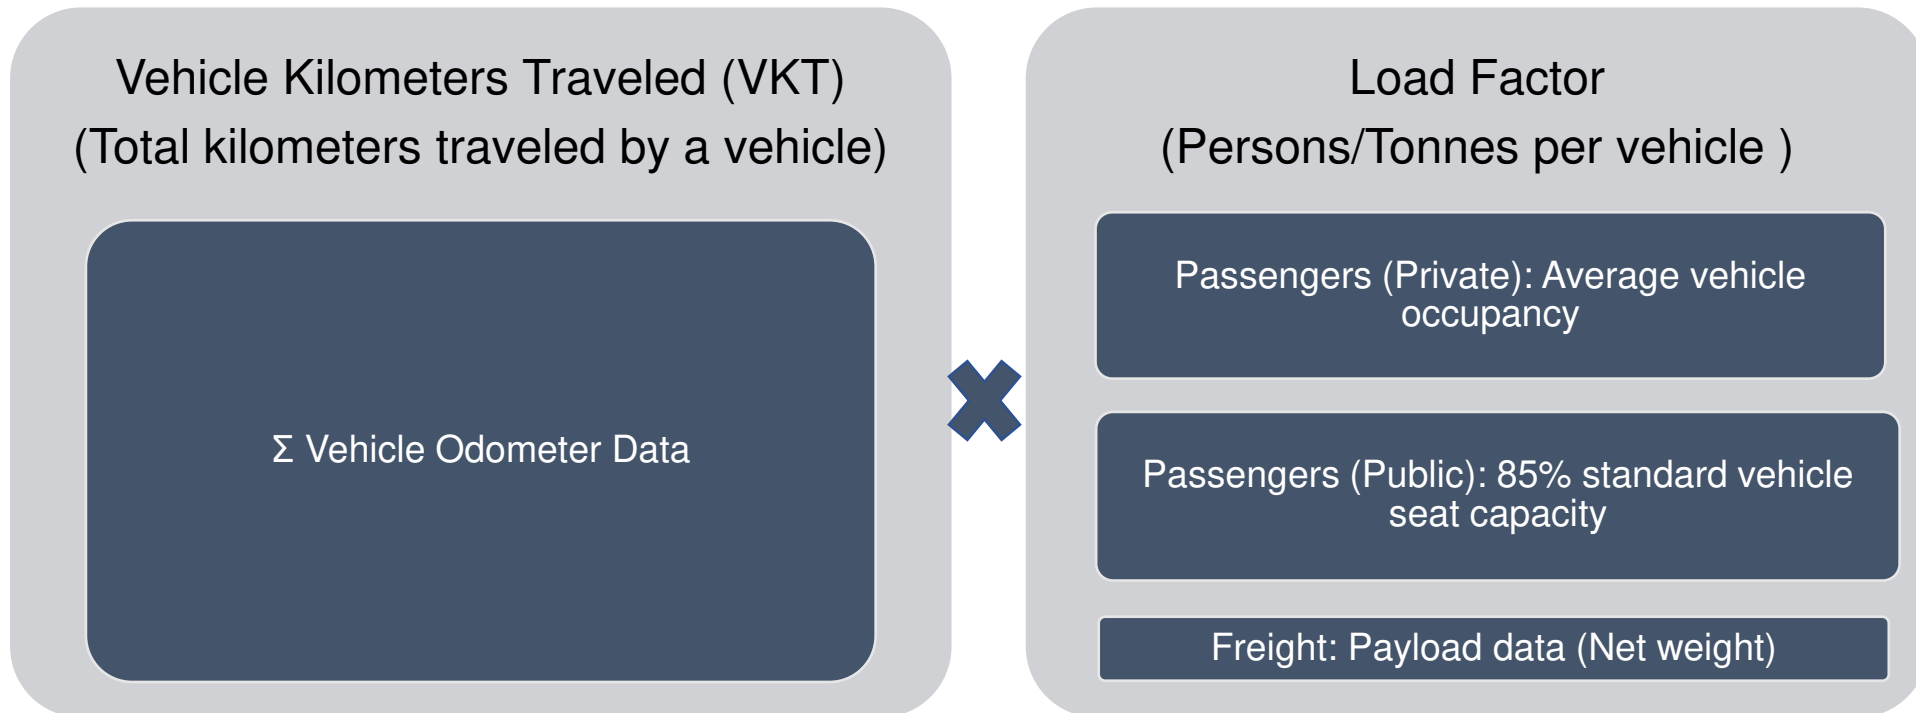 Vehicle Kilometers Traveled (VKT)
(Total kilometers traveled by a vehicle)
Σ Vehicle Odometer Data
Load Factor
(Persons/Tonnes per vehicle )
Passengers (Private): Average vehicle
occupancy
Passengers (Public): 85% standard vehicle
seat capacity
Freight: Payload data (Net weight)